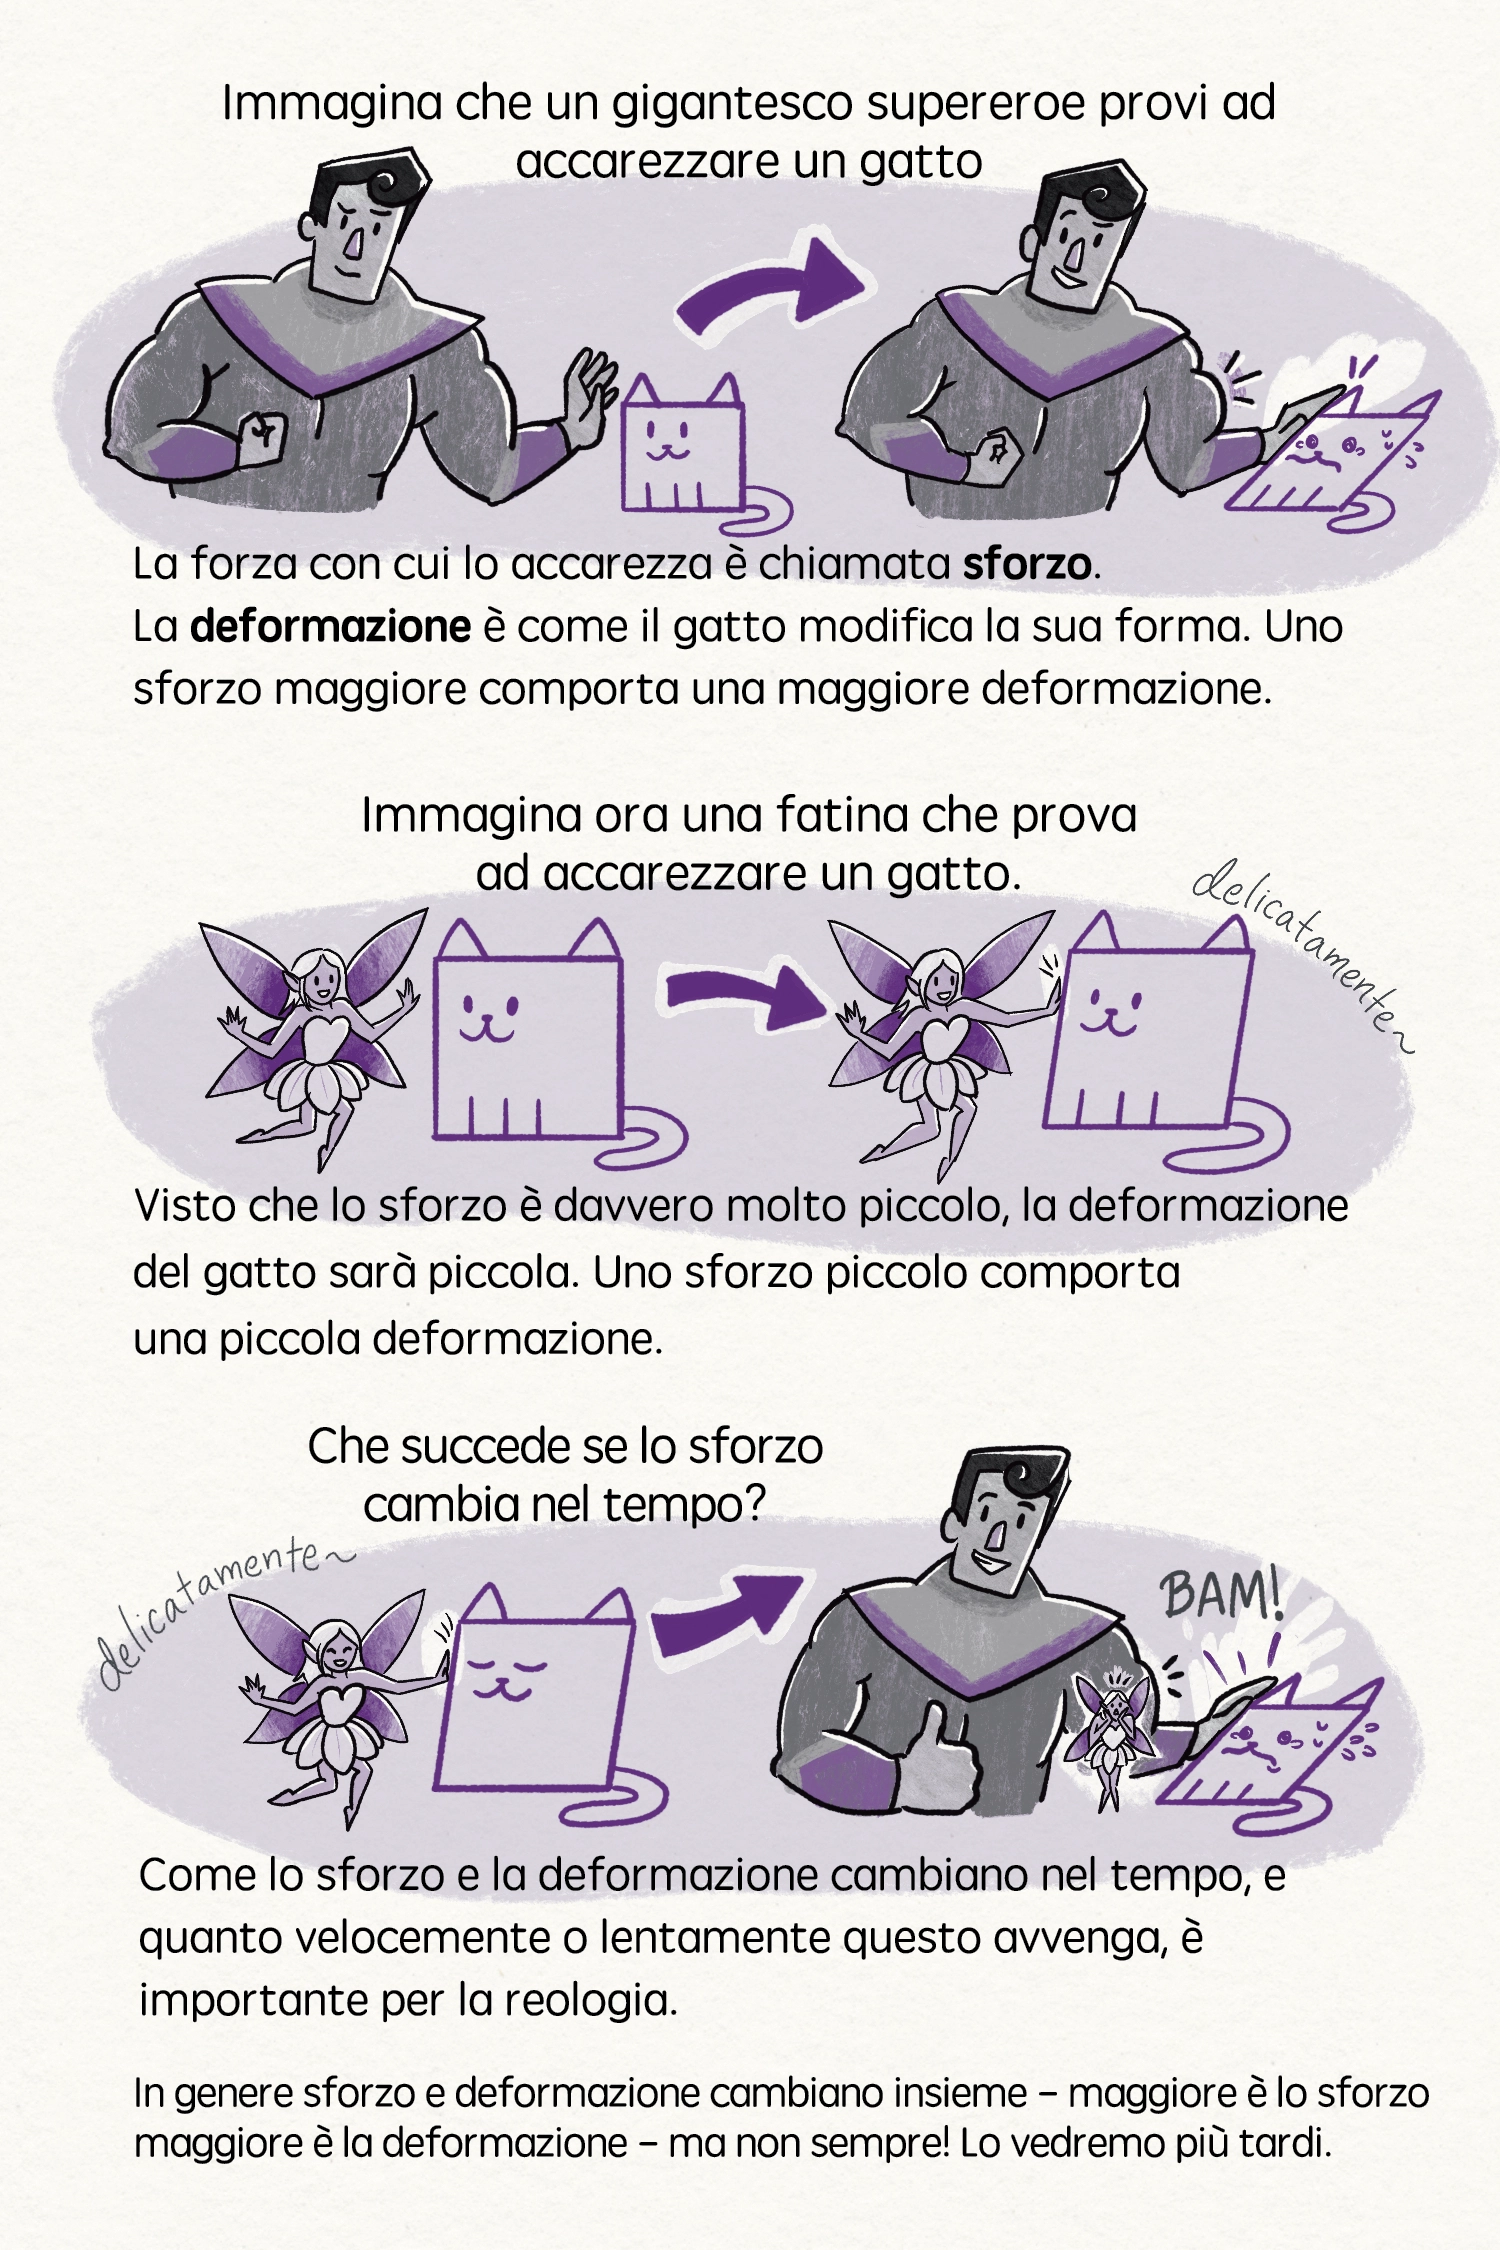 Immagina che un gigantesco supereroe provi ad
accarezzare un gatto
La forza con cui lo accarezza è chiamata sforzo.
La deformazione è come il gatto modifica la sua forma. Uno
sforzo maggiore comporta una maggiore deformazione.
Immagina ora una fatina che prova
ad accarezzare un gatto.
delicatamente~
Visto che lo sforzo è davvero molto piccolo, la deformazione
del gatto sarà piccola. Uno sforzo piccolo comporta
una piccola deformazione.
Che succede se lo sforzo
cambia nel tempo?
delicatamente~
BAM!
Come lo sforzo e la deformazione cambiano nel tempo, e
quanto velocemente o lentamente questo avvenga, è
importante per la reologia.
In genere sforzo e deformazione cambiano insieme – maggiore è lo sforzo
maggiore è la deformazione – ma non sempre! Lo vedremo più tardi.